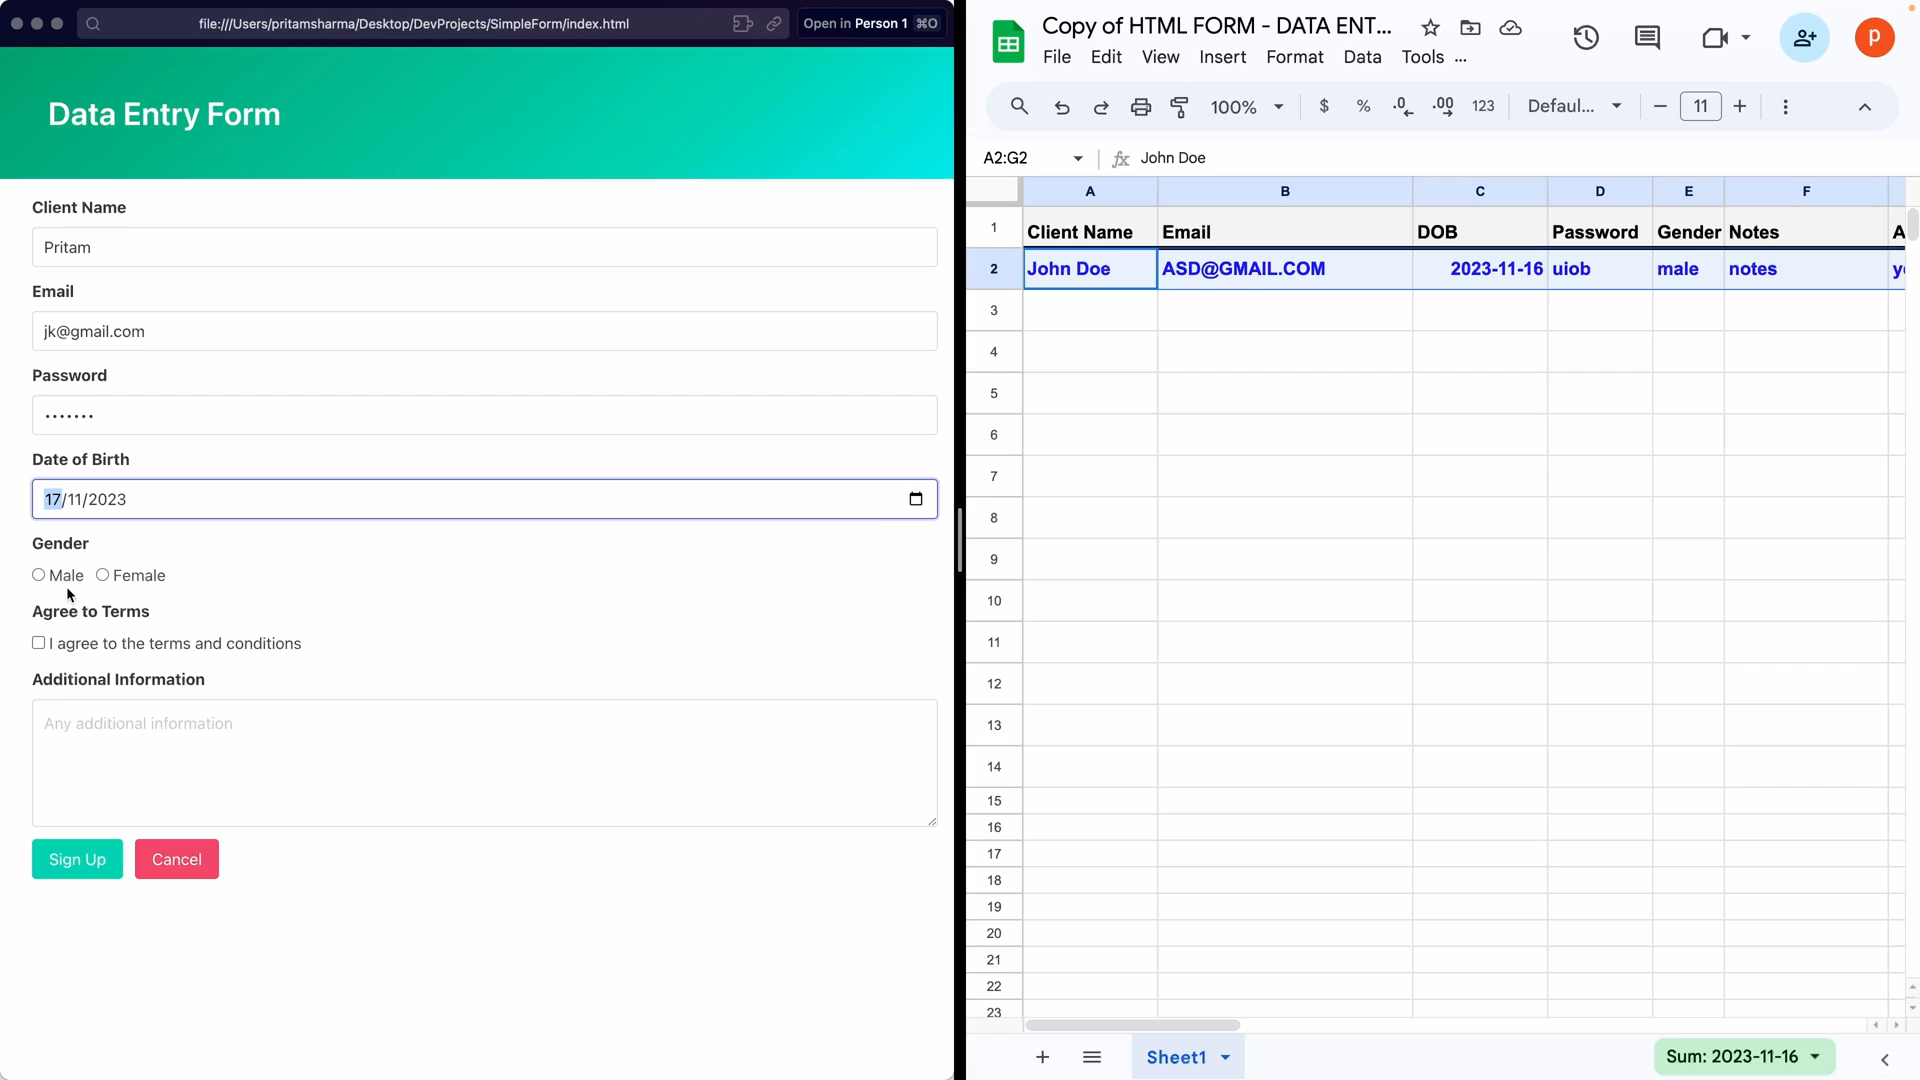 file:///Users/pritamsharma/Desktop/DevProjects/SimpleForm/index.html
Open in Person 1 ⌘O
Data Entry Form
Client Name
Pritam
Email
jk@gmail.com
Password
•••••••
Date of Birth
17/11/2023
Gender
Male Female
Agree to Terms
I agree to the terms and conditions
Additional Information
Any additional information
Sign Up Cancel
Copy of HTML FORM - DATA ENT...
File Edit View Insert Format Data Tools ...
p
100% $ % .0 .00 123 Defaul... 11
A2:G2 fx John Doe
A B C D E F
1 Client Name Email DOB Password Gender Notes A
2 John Doe ASD@GMAIL.COM 2023-11-16 uiob male notes
3
4
5
6
7
8
9
10
11
12
13
14
15
16
17
18
19
20
21
22
23
Sheet1 Sum: 2023-11-16